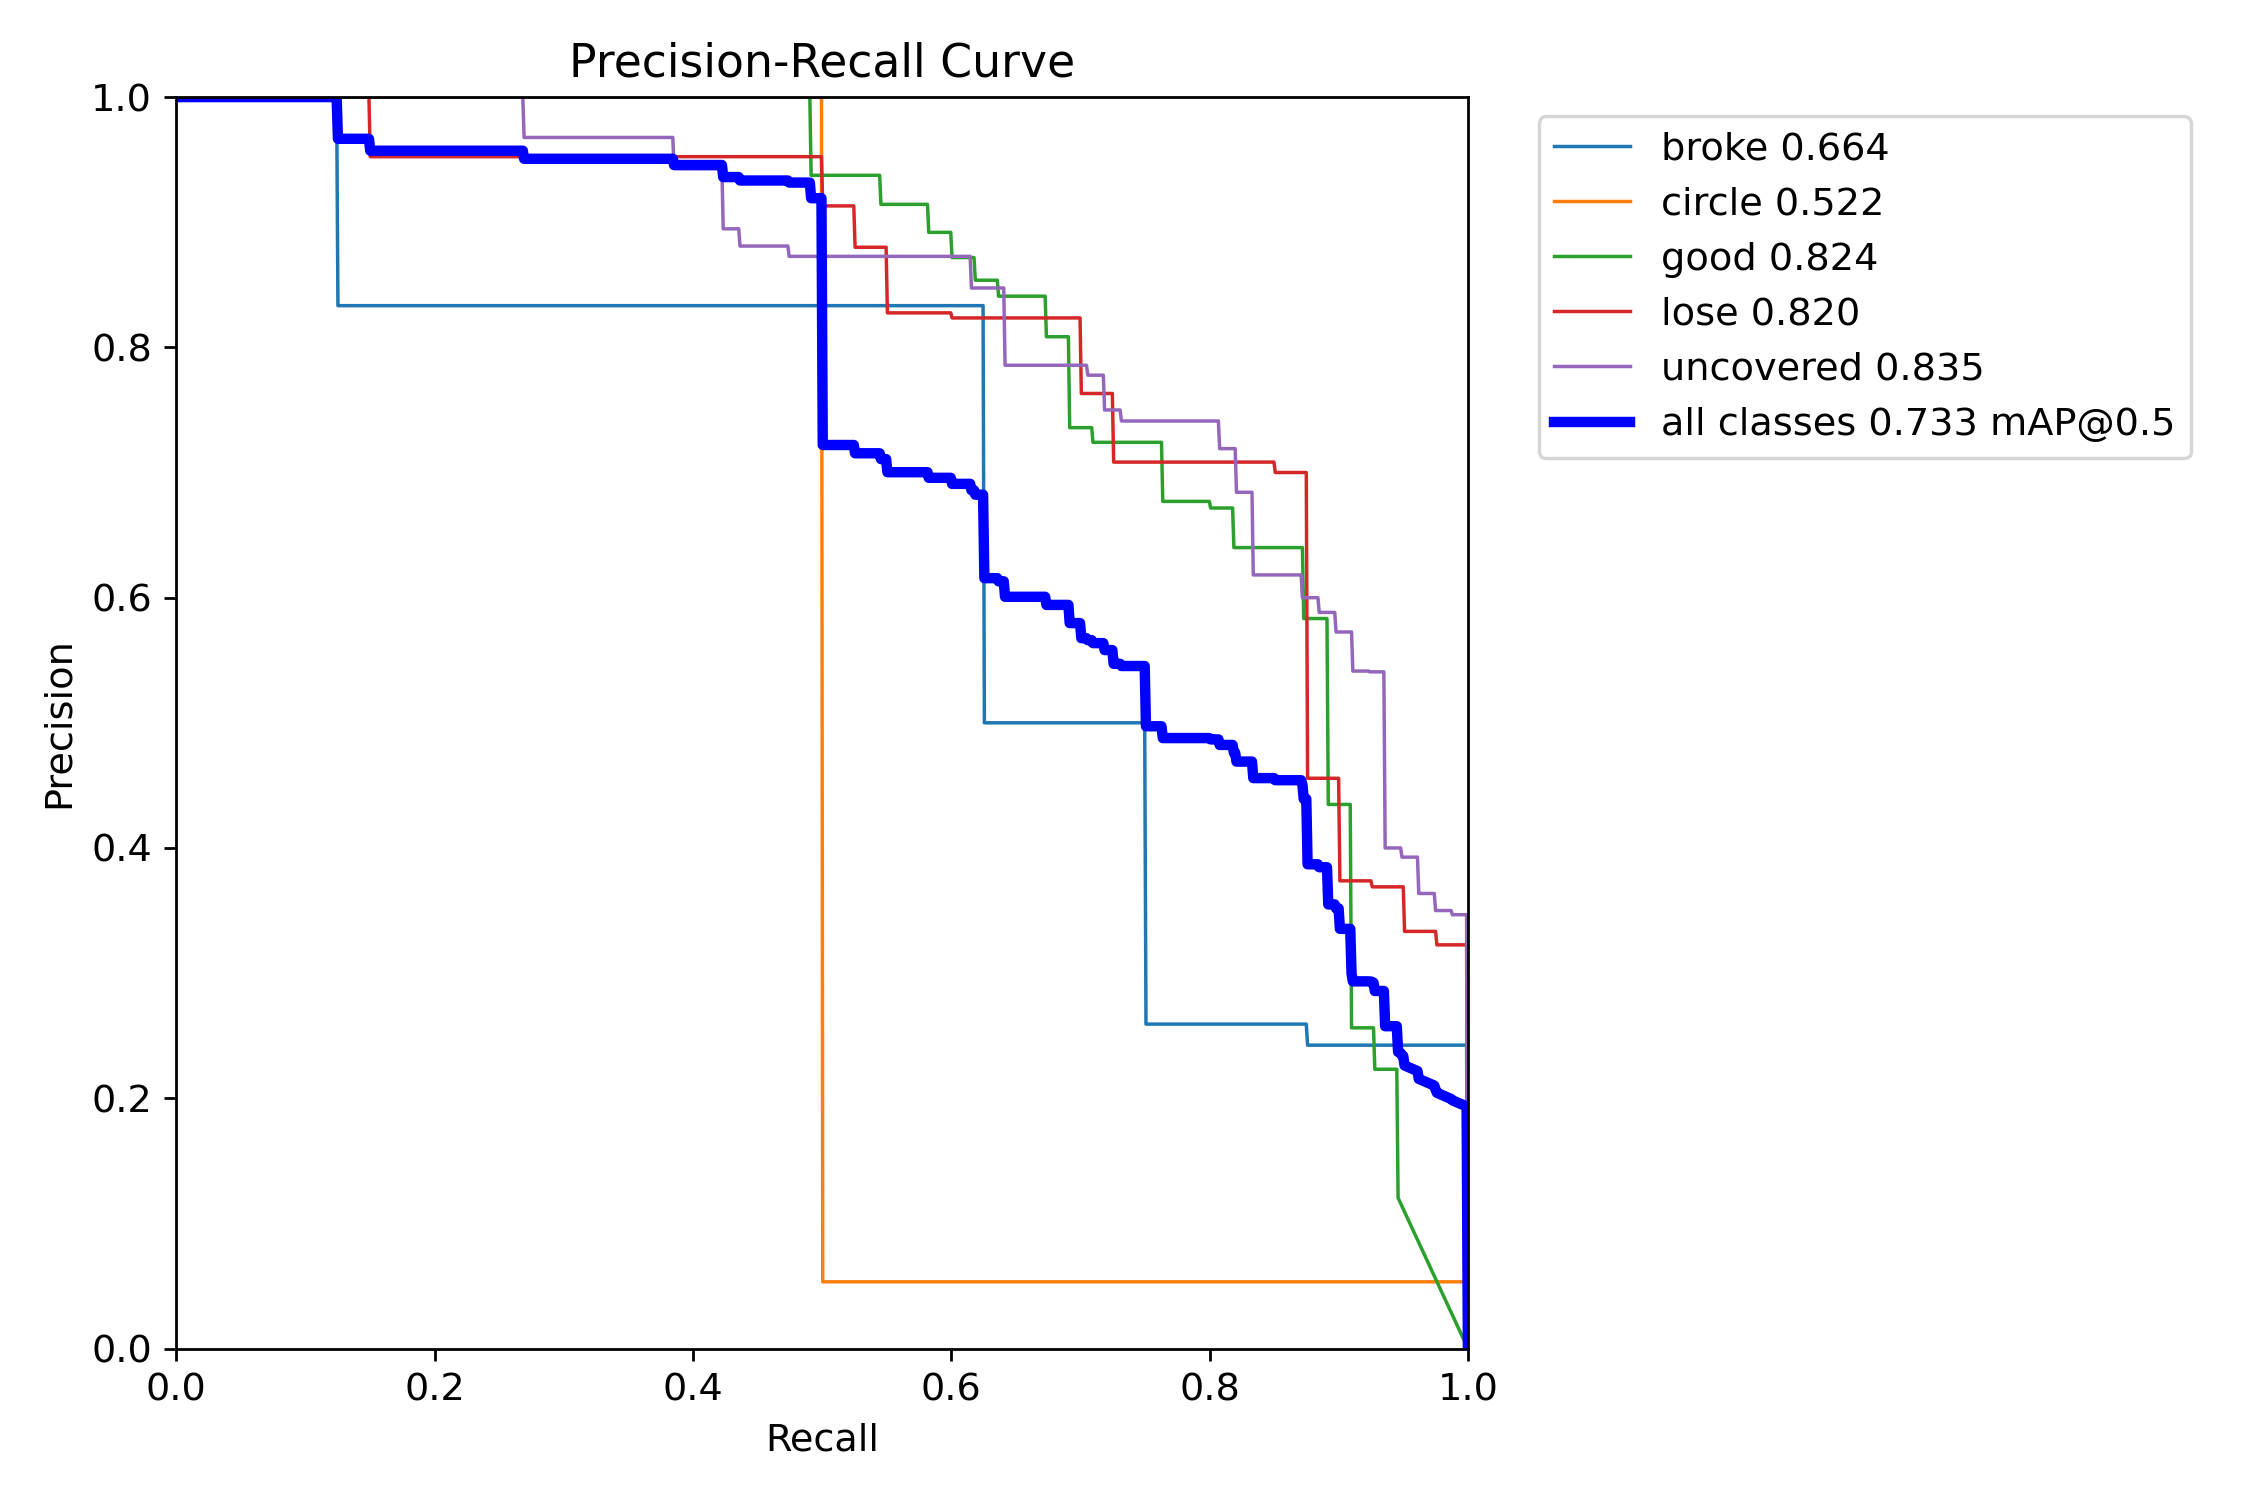 Precision-Recall Curve
1.0
0.8
0.6
0.4
0.2
0.0
Precision
0.0 0.2 0.4 0.6 0.8 1.0
Recall
broke 0.664
circle 0.522
good 0.824
lose 0.820
uncovered 0.835
all classes 0.733 mAP@0.5